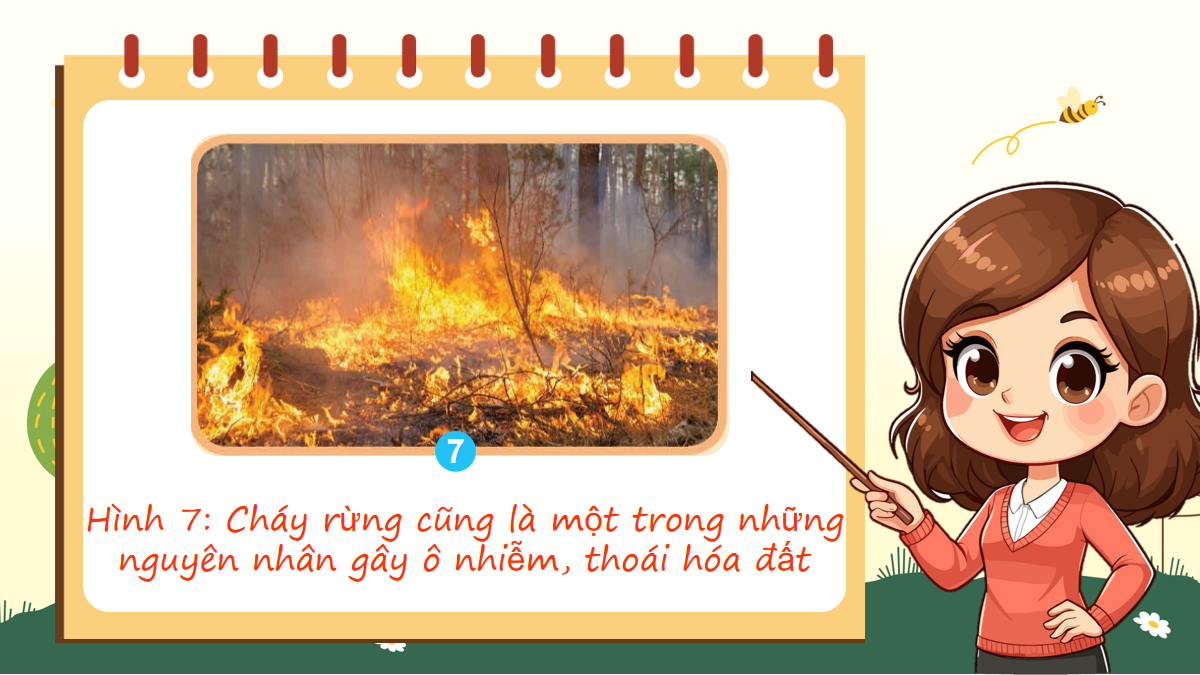 7
Hình 7: Cháy rừng cũng là một trong những
nguyên nhân gây ô nhiễm, thoái hóa đất